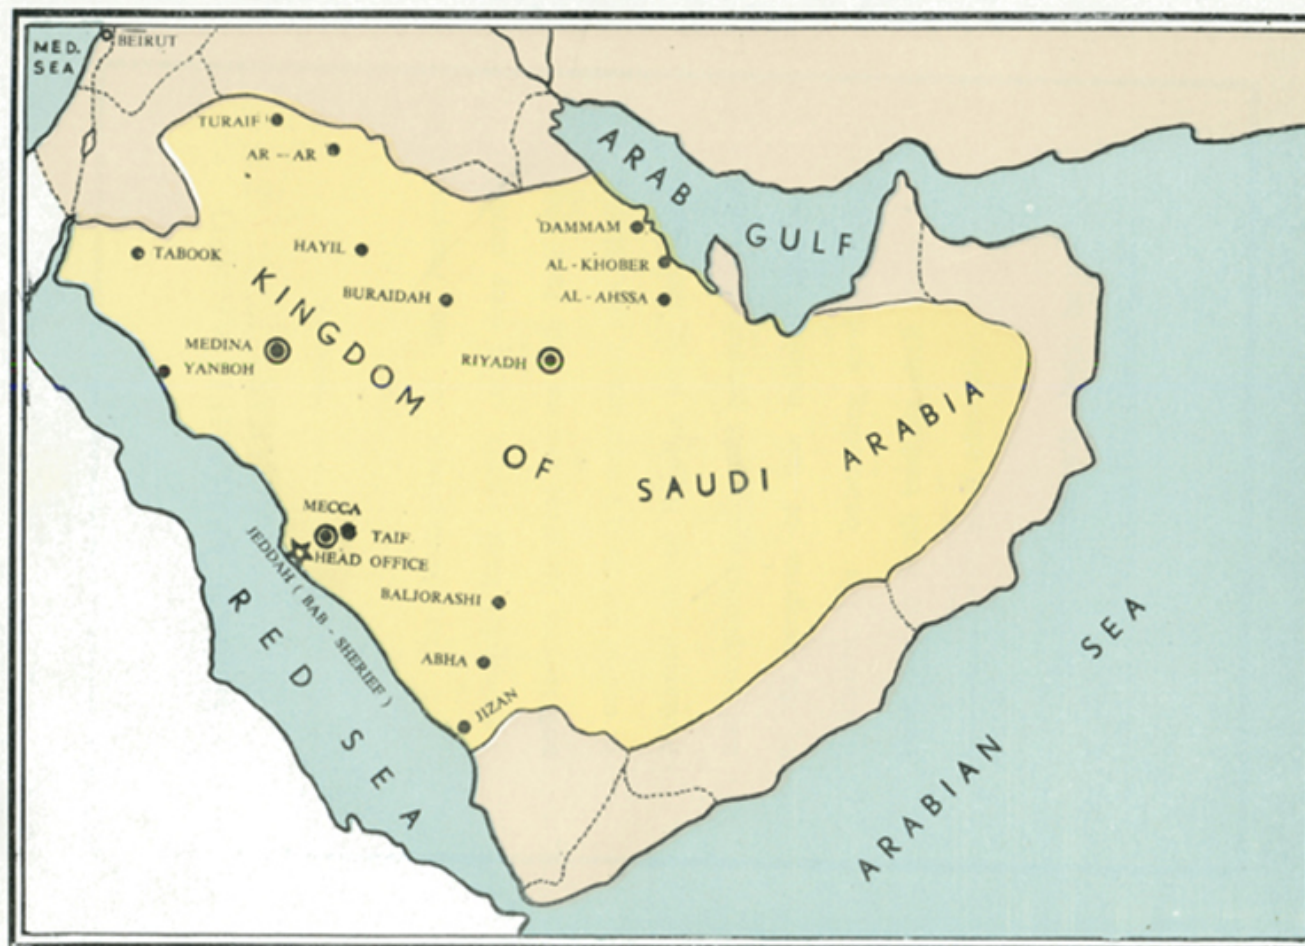 MED.
SEA
BEIRUT
TURAIF
AR - AR
ARAB
GULF
DAMMAM
TABOOK
HAYIL
AL - KHOBER
BURAIDAH
AL - AHSSA
KINGDOM
MEDINA
YANBOH
RIYADH
OF
SAUDI
ARABIA
MECCA
TAIF
HEAD OFFICE
JEDDAH ( BAB - SHERIEF )
BALJORASHI
RED SEA
ABHA
JIZAN
ARABIAN
SEA